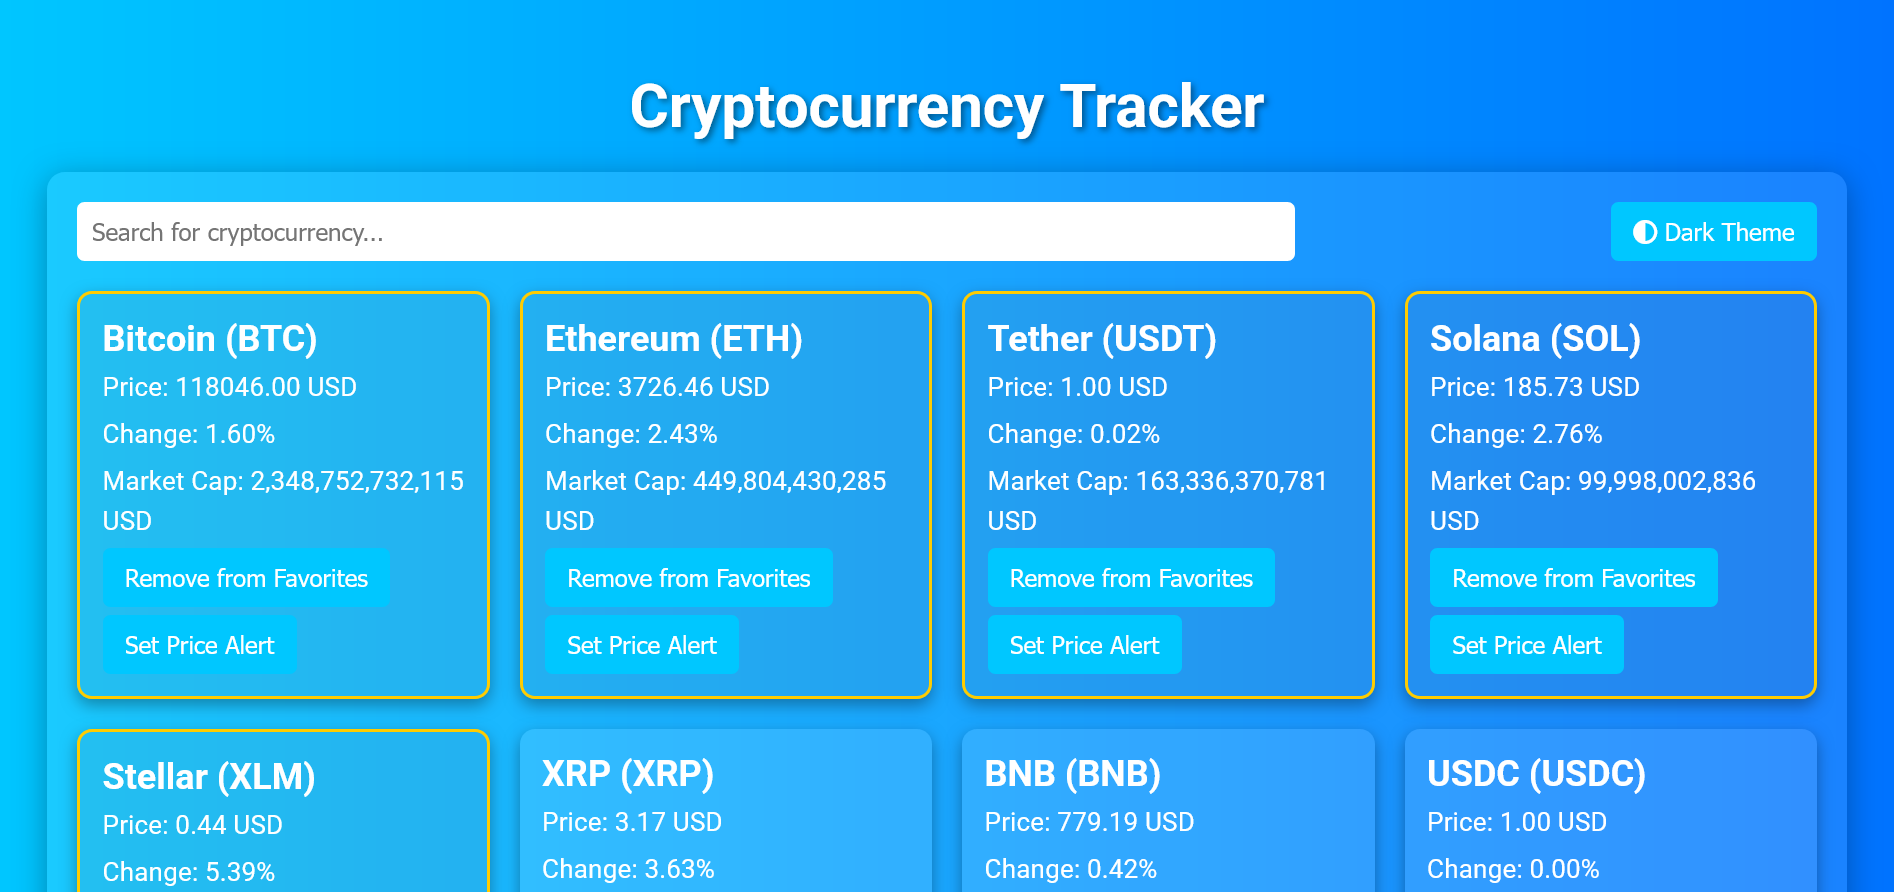 Cryptocurrency Tracker
Search for cryptocurrency...
Dark Theme
Bitcoin (BTC)
Price: 118046.00 USD
Change: 1.60%
Market Cap: 2,348,752,732,115
USD
Remove from Favorites
Set Price Alert
Ethereum (ETH)
Price: 3726.46 USD
Change: 2.43%
Market Cap: 449,804,430,285
USD
Remove from Favorites
Set Price Alert
Tether (USDT)
Price: 1.00 USD
Change: 0.02%
Market Cap: 163,336,370,781
USD
Remove from Favorites
Set Price Alert
Solana (SOL)
Price: 185.73 USD
Change: 2.76%
Market Cap: 99,998,002,836
USD
Remove from Favorites
Set Price Alert
Stellar (XLM)
Price: 0.44 USD
Change: 5.39%
XRP (XRP)
Price: 3.17 USD
Change: 3.63%
BNB (BNB)
Price: 779.19 USD
Change: 0.42%
USDC (USDC)
Price: 1.00 USD
Change: 0.00%